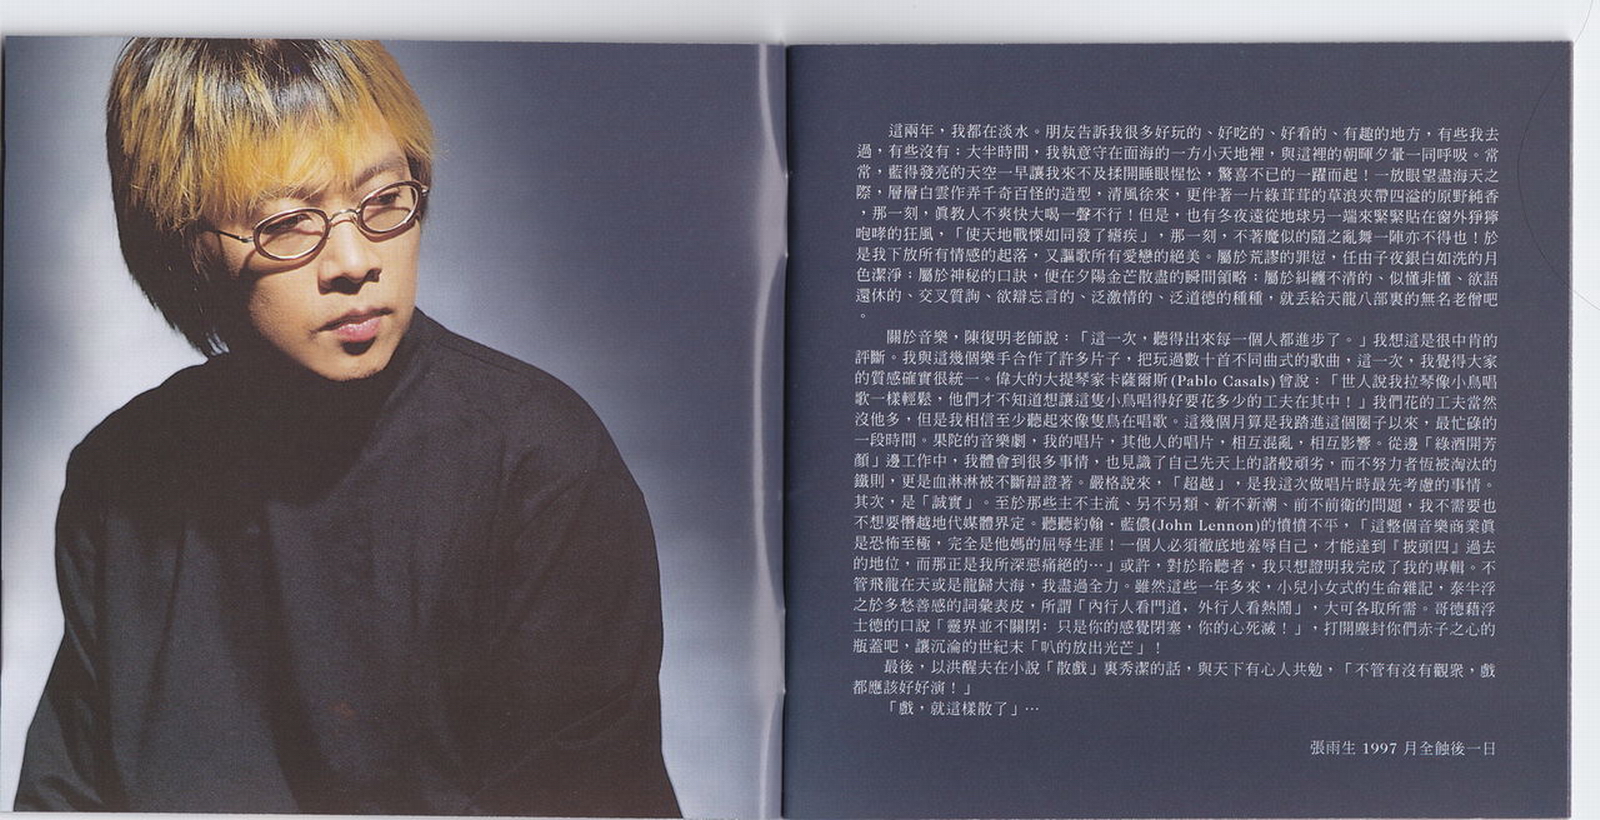 這兩年，我都在淡水。朋友告訴我很多好玩的、好吃的、好看的、有趣的地方，有些我去
過，有些沒有；大半時間，我執意守在面海的一方小天地裡，與這裡的朝暉夕暈一同呼吸。常
常，藍得發亮的天空一早讓我來不及揉開睡眼惺忪，驚喜不已的一躍而起！一放眼望盡海天之
際，層層白雲作弄千奇百怪的造型，清風徐來，更伴著一片綠茸茸的草浪夾帶四溢的原野純香
，那一刻，眞教人不爽快大喝一聲不行！但是，也有冬夜遠從地球另一端來緊緊貼在窗外猙獰
咆哮的狂風，「使天地戰慄如同發了瘧疾」，那一刻，不著魔似的隨之亂舞一陣亦不得也！於
是我下放所有情感的起落，又謳歌所有愛戀的絕美。屬於荒謬的罪愆，任由子夜銀白如洗的月
色潔淨；屬於神秘的口訣，便在夕陽金芒散盡的瞬間領略；屬於糾纏不清的、似懂非懂、欲語
還休的、交叉質詢、欲辯忘言的、泛激情的、泛道德的種種，就丟給天龍八部裏的無名老僧吧
。
關於音樂，陳復明老師說：「這一次，聽得出來每一個人都進步了。」我想這是很中肯的
評斷。我與這幾個樂手合作了許多片子，把玩過數十首不同曲式的歌曲，這一次，我覺得大家
的質感確實很統一。偉大的大提琴家卡薩爾斯(Pablo Casals)曾說：「世人說我拉琴像小鳥唱
歌一樣輕鬆，他們才不知道想讓這隻小鳥唱得好要花多少的工夫在其中！」我們花的工夫當然
沒他多，但是我相信至少聽起來像隻鳥在唱歌。這幾個月算是我踏進這個圈子以來，最忙碌的
一段時間。果陀的音樂劇，我的唱片，其他人的唱片，相互混亂，相互影響。從邊「綠酒開芳
顏」邊工作中，我體會到很多事情，也見識了自己先天上的諸般頑劣，而不努力者恆被淘汰的
鐵則，更是血淋淋被不斷辯證著。嚴格說來，「超越」，是我這次做唱片時最先考慮的事情。
其次，是「誠實」。至於那些主不主流、另不另類、新不新潮、前不前衛的問題，我不需要也
不想要僭越地代媒體界定。聽聽約翰・藍儂(John Lennon)的憤憤不平，「這整個音樂商業眞
是恐怖至極，完全是他媽的屈辱生涯！一個人必須徹底地羞辱自己，才能達到『披頭四』過去
的地位，而那正是我所深惡痛絕的…」或許，對於聆聽者，我只想證明我完成了我的專輯。不
管飛龍在天或是龍歸大海，我盡過全力。雖然這些一年多來，小兒小女式的生命雜記，泰半浮
之於多愁善感的詞彙表皮，所謂「內行人看門道，外行人看熱鬧」，大可各取所需。哥德藉浮
士德的口說「靈界並不關閉；只是你的感覺閉塞，你的心死滅！」，打開塵封你們赤子之心的
瓶蓋吧，讓沉淪的世紀末「叭的放出光芒」！
最後，以洪醒夫在小說「散戲」裏秀潔的話，與天下有心人共勉，「不管有沒有觀衆，戲
都應該好好演！」
「戲，就這樣散了」…
張雨生 1997 月全蝕後一日